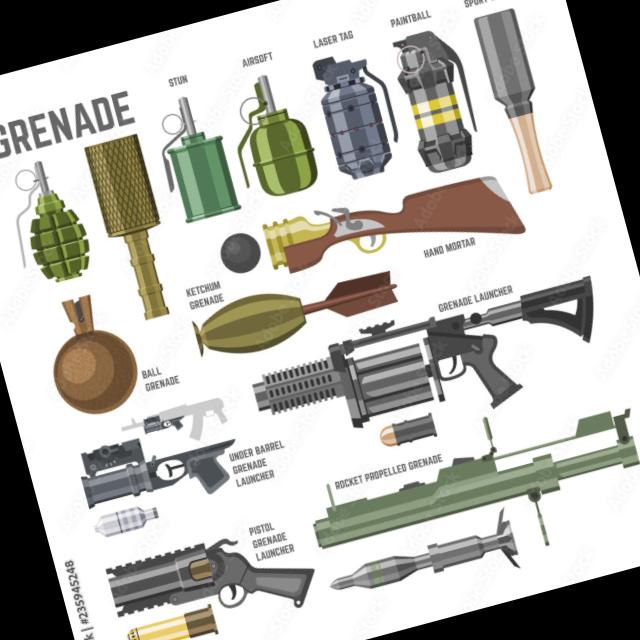 GRENADE
STUN
AIRSOFT
LASER TAG
PAINTBALL
SPORT
HAND MORTAR
KETCHUM
GRENADE
GRENADE LAUNCHER
BALL
GRENADE
UNDER BARREL
GRENADE
LAUNCHER
ROCKET PROPELLED GRENADE
PISTOL
GRENADE
LAUNCHER
#235945248